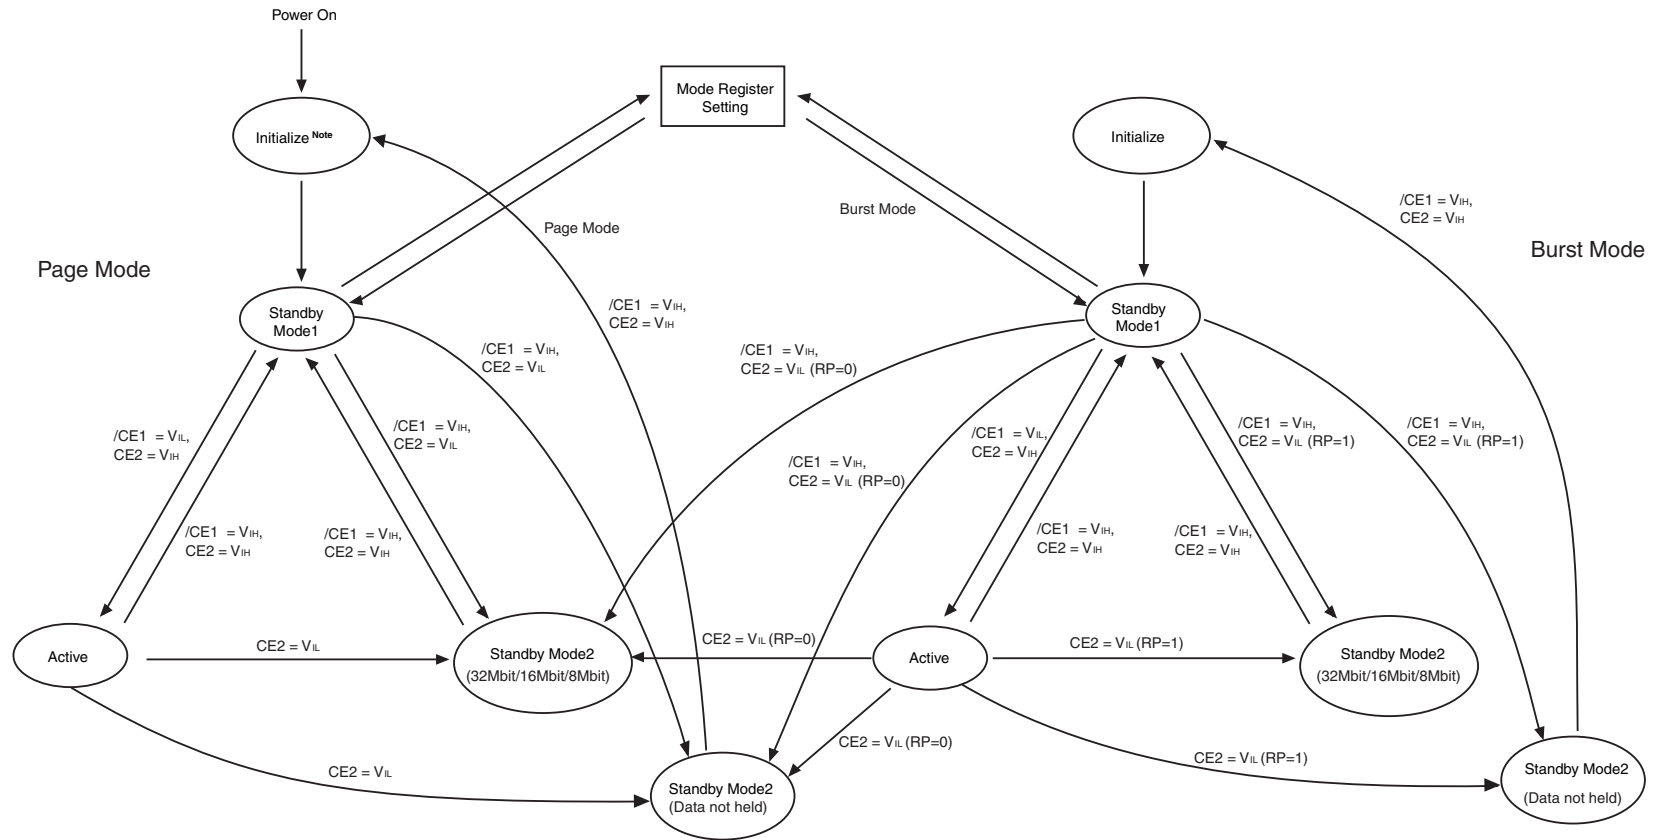 Power On
Mode Register
Setting
Initialize Note
Initialize
/CE1 = VIH,
CE2 = VIH
Burst Mode
Page Mode
Burst Mode
Page Mode
Standby
Mode1
/CE1 = VIH,
CE2 = VIH
Standby
Mode1
/CE1 = VIH,
CE2 = VIL
/CE1 = VIH,
CE2 = VIL (RP=0)
/CE1 = VIL,
CE2 = VIH
/CE1 = VIH,
CE2 = VIL
/CE1 = VIH,
CE2 = VIL (RP=0)
/CE1 = VIL,
CE2 = VIH
/CE1 = VIH,
CE2 = VIL (RP=1)
/CE1 = VIH,
CE2 = VIL (RP=1)
/CE1 = VIH,
CE2 = VIH
/CE1 = VIH,
CE2 = VIH
/CE1 = VIH,
CE2 = VIH
/CE1 = VIH,
CE2 = VIH
Active
CE2 = VIL
Standby Mode2
(32Mbit/16Mbit/8Mbit)
CE2 = VIL (RP=0)
Active
CE2 = VIL (RP=1)
Standby Mode2
(32Mbit/16Mbit/8Mbit)
CE2 = VIL
CE2 = VIL (RP=0)
CE2 = VIL (RP=1)
Standby Mode2
(Data not held)
Standby Mode2
(Data not held)